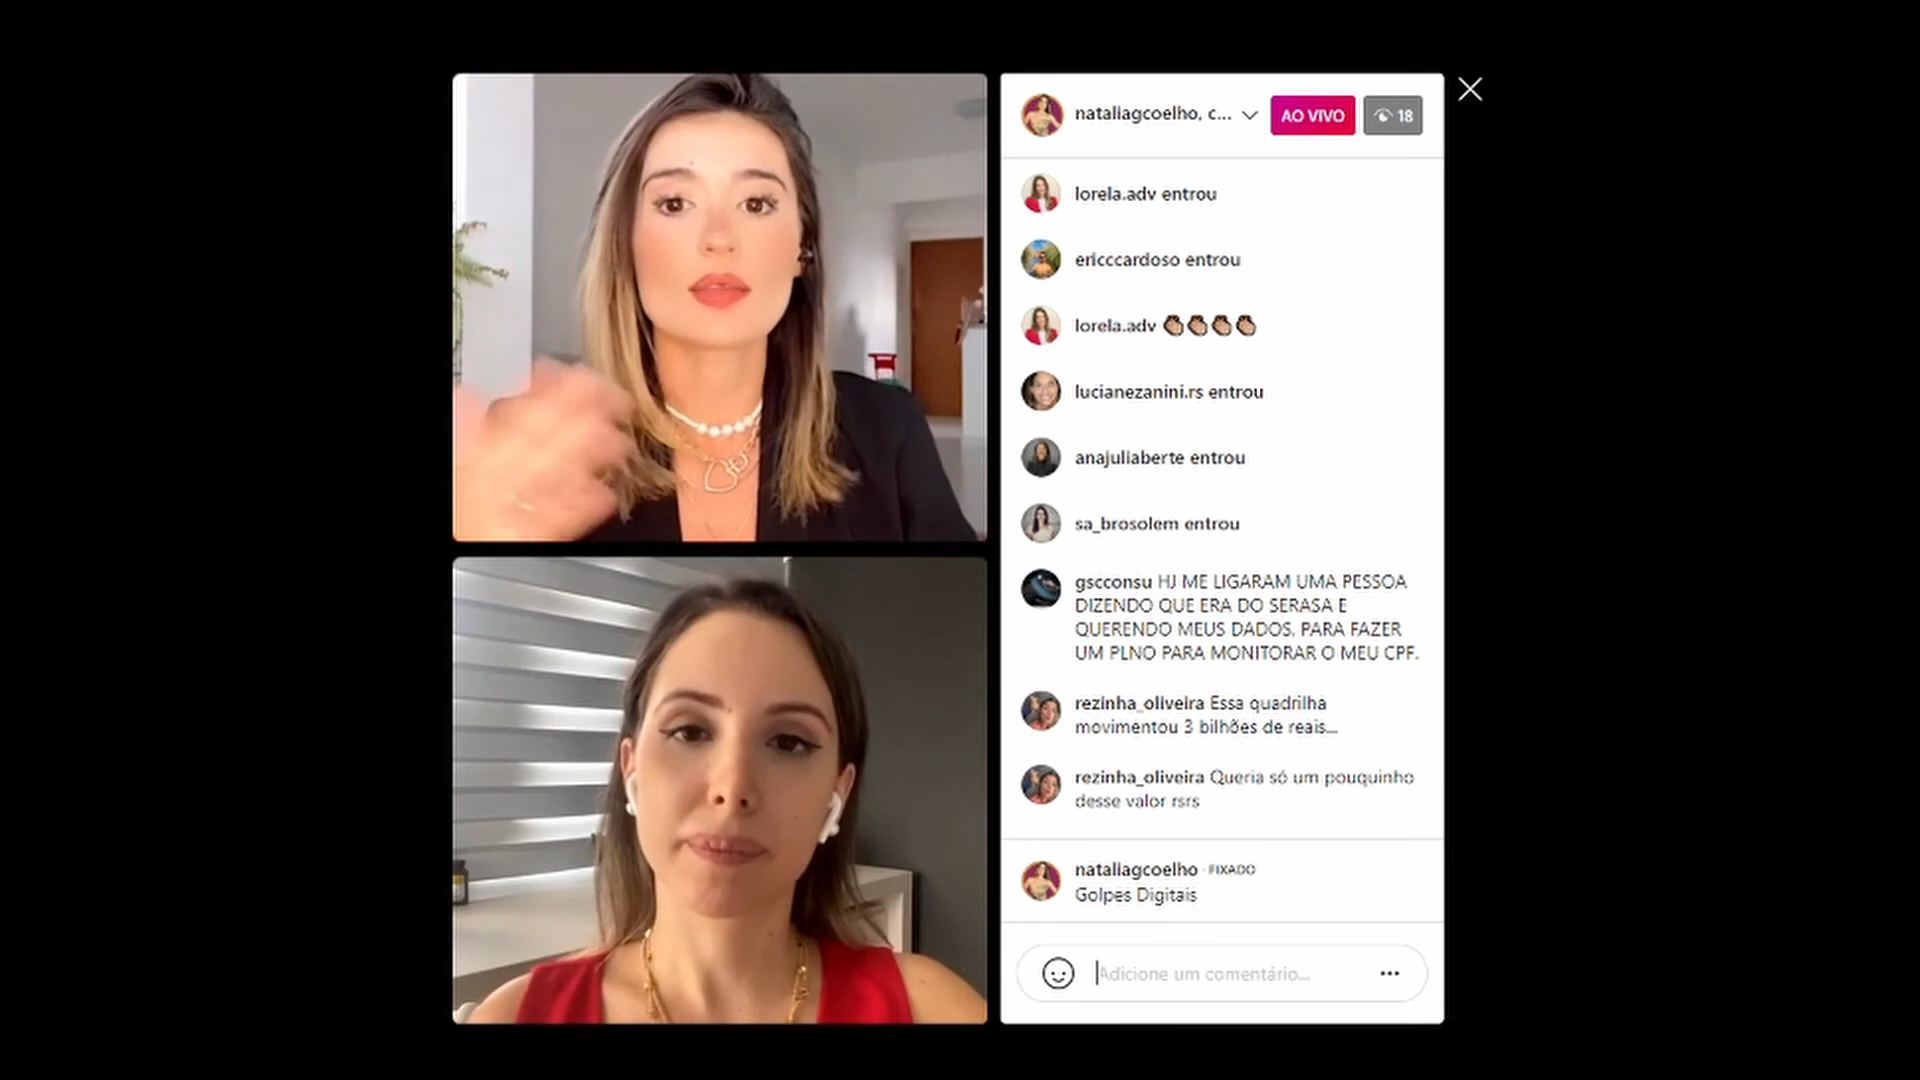 nataliagcoelho, c...
AO VIVO
18
lorela.adv entrou
ericccardoso entrou
lorela.adv 👏🏼👏🏼👏🏼👏🏼
lucianezanini.rs entrou
anajuliaberte entrou
sa_brosolem entrou
gscconsu HJ ME LIGARAM UMA PESSOA
DIZENDO QUE ERA DO SERASA E
QUERENDO MEUS DADOS, PARA FAZER
UM PLNO PARA MONITORAR O MEU CPF.
rezinha_oliveira Essa quadrilha
movimentou 3 bilhões de reais...
rezinha_oliveira Queria só um pouquinho
desse valor rsrs
nataliagcoelho · FIXADO
Golpes Digitais
Adicione um comentário...